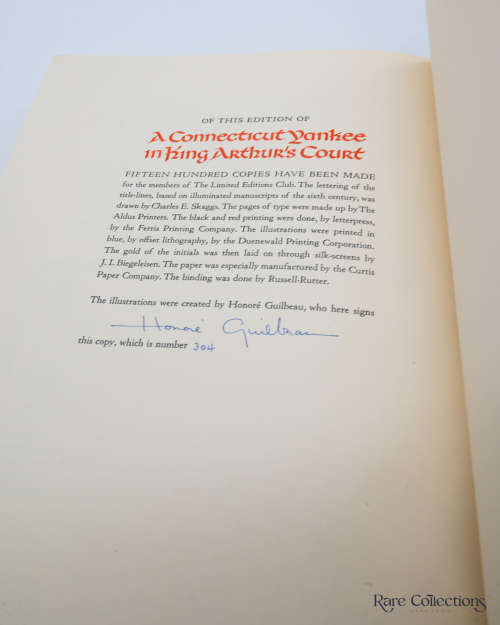 OF THIS EDITION OF
A Connecticut Yankee
in King Arthur's Court
FIFTEEN HUNDRED COPIES HAVE BEEN MADE
for the members of The Limited Editions Club. The lettering of the
title-lines, based on illuminated manuscripts of the sixth century, was
drawn by Charles E. Skaggs. The pages of type were made up by The
Aldus Printers. The black and red printing were done, by letterpress,
by the Ferris Printing Company. The illustrations were printed in
blue, by offset lithography, by the Duenewald Printing Corporation.
The gold of the initials was then laid on through silk-screens by
J. I. Biegeleisen. The paper was especially manufactured by the Curtis
Paper Company. The binding was done by Russell-Rutter.
The illustrations were created by Honoré Guilbeau, who here signs
Honoré Guilbeau
this copy, which is number 304
Rare Collections